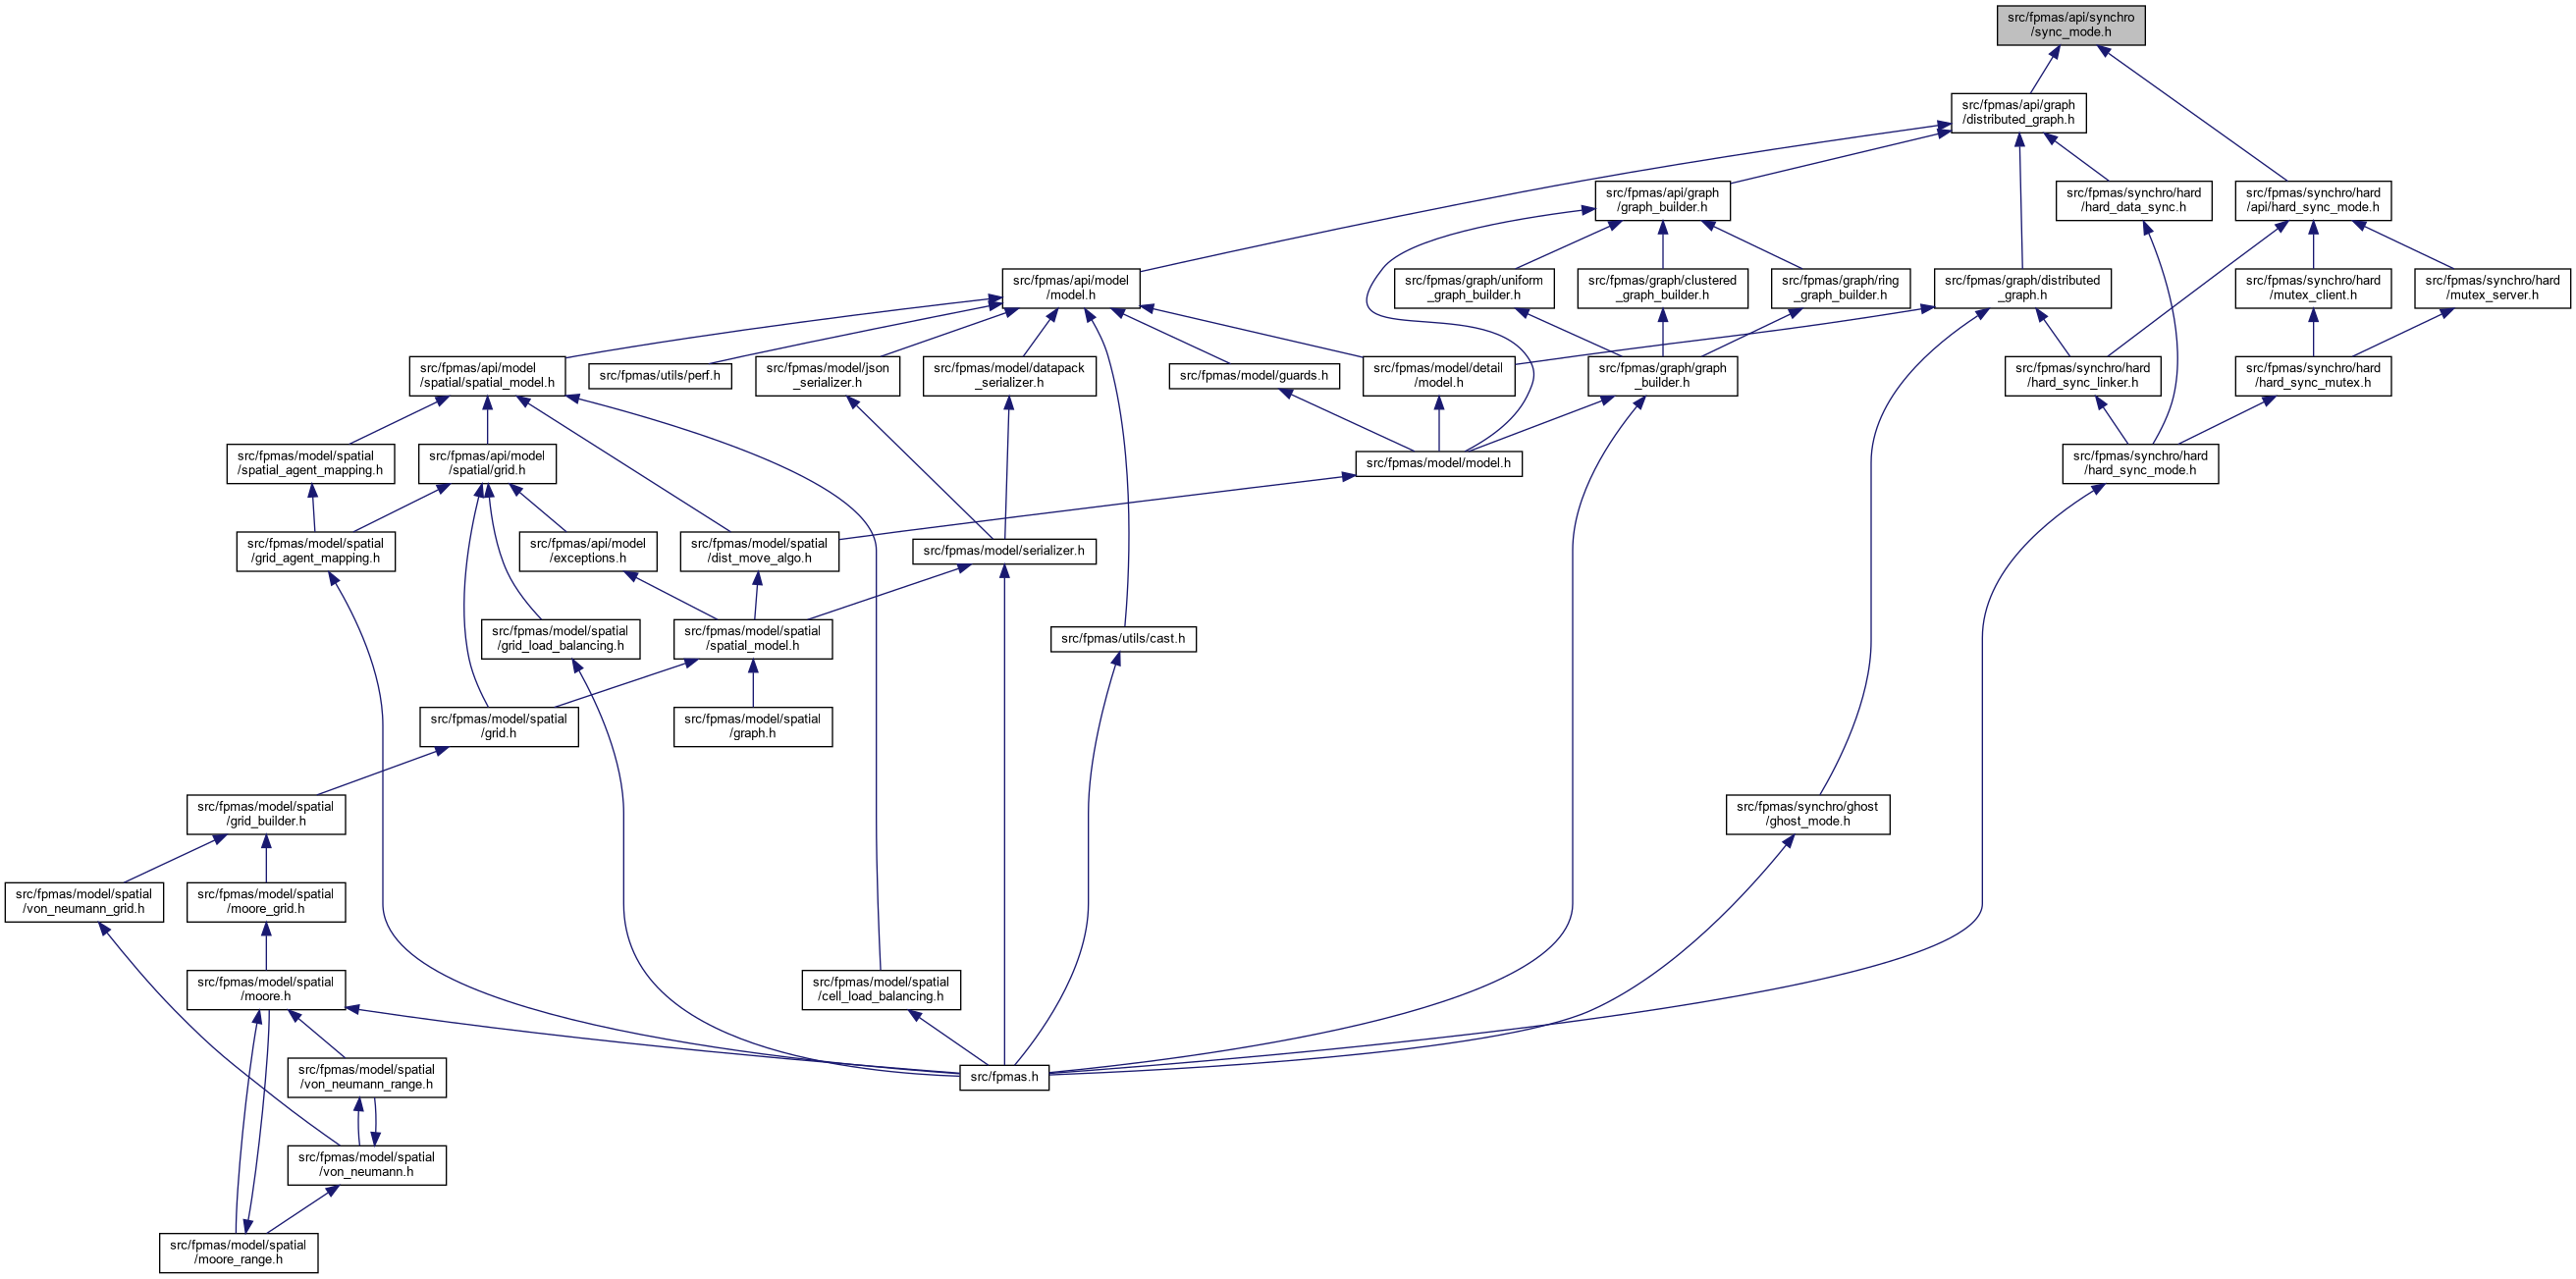 src/fpmas/api/synchro
/sync_mode.h
src/fpmas/api/graph
/distributed_graph.h
src/fpmas/api/graph
/graph_builder.h
src/fpmas/synchro/hard
/hard_data_sync.h
src/fpmas/synchro/hard
/api/hard_sync_mode.h
src/fpmas/api/model
/model.h
src/fpmas/graph/uniform
_graph_builder.h
src/fpmas/graph/clustered
_graph_builder.h
src/fpmas/graph/ring
_graph_builder.h
src/fpmas/graph/distributed
_graph.h
src/fpmas/synchro/hard
/mutex_client.h
src/fpmas/synchro/hard
/mutex_server.h
src/fpmas/api/model
/spatial/spatial_model.h
src/fpmas/utils/perf.h
src/fpmas/model/json
_serializer.h
src/fpmas/model/datapack
_serializer.h
src/fpmas/model/guards.h
src/fpmas/model/detail
/model.h
src/fpmas/graph/graph
_builder.h
src/fpmas/synchro/hard
/hard_sync_linker.h
src/fpmas/synchro/hard
/hard_sync_mutex.h
src/fpmas/model/spatial
/spatial_agent_mapping.h
src/fpmas/api/model
/spatial/grid.h
src/fpmas/model/model.h
src/fpmas/synchro/hard
/hard_sync_mode.h
src/fpmas/model/spatial
/grid_agent_mapping.h
src/fpmas/api/model
/exceptions.h
src/fpmas/model/spatial
/dist_move_algo.h
src/fpmas/model/serializer.h
src/fpmas/model/spatial
/grid_load_balancing.h
src/fpmas/model/spatial
/spatial_model.h
src/fpmas/utils/cast.h
src/fpmas/model/spatial
/grid.h
src/fpmas/model/spatial
/graph.h
src/fpmas/model/spatial
/grid_builder.h
src/fpmas/synchro/ghost
/ghost_mode.h
src/fpmas/model/spatial
/von_neumann_grid.h
src/fpmas/model/spatial
/moore_grid.h
src/fpmas/model/spatial
/moore.h
src/fpmas/model/spatial
/cell_load_balancing.h
src/fpmas/model/spatial
/von_neumann_range.h
src/fpmas.h
src/fpmas/model/spatial
/von_neumann.h
src/fpmas/model/spatial
/moore_range.h